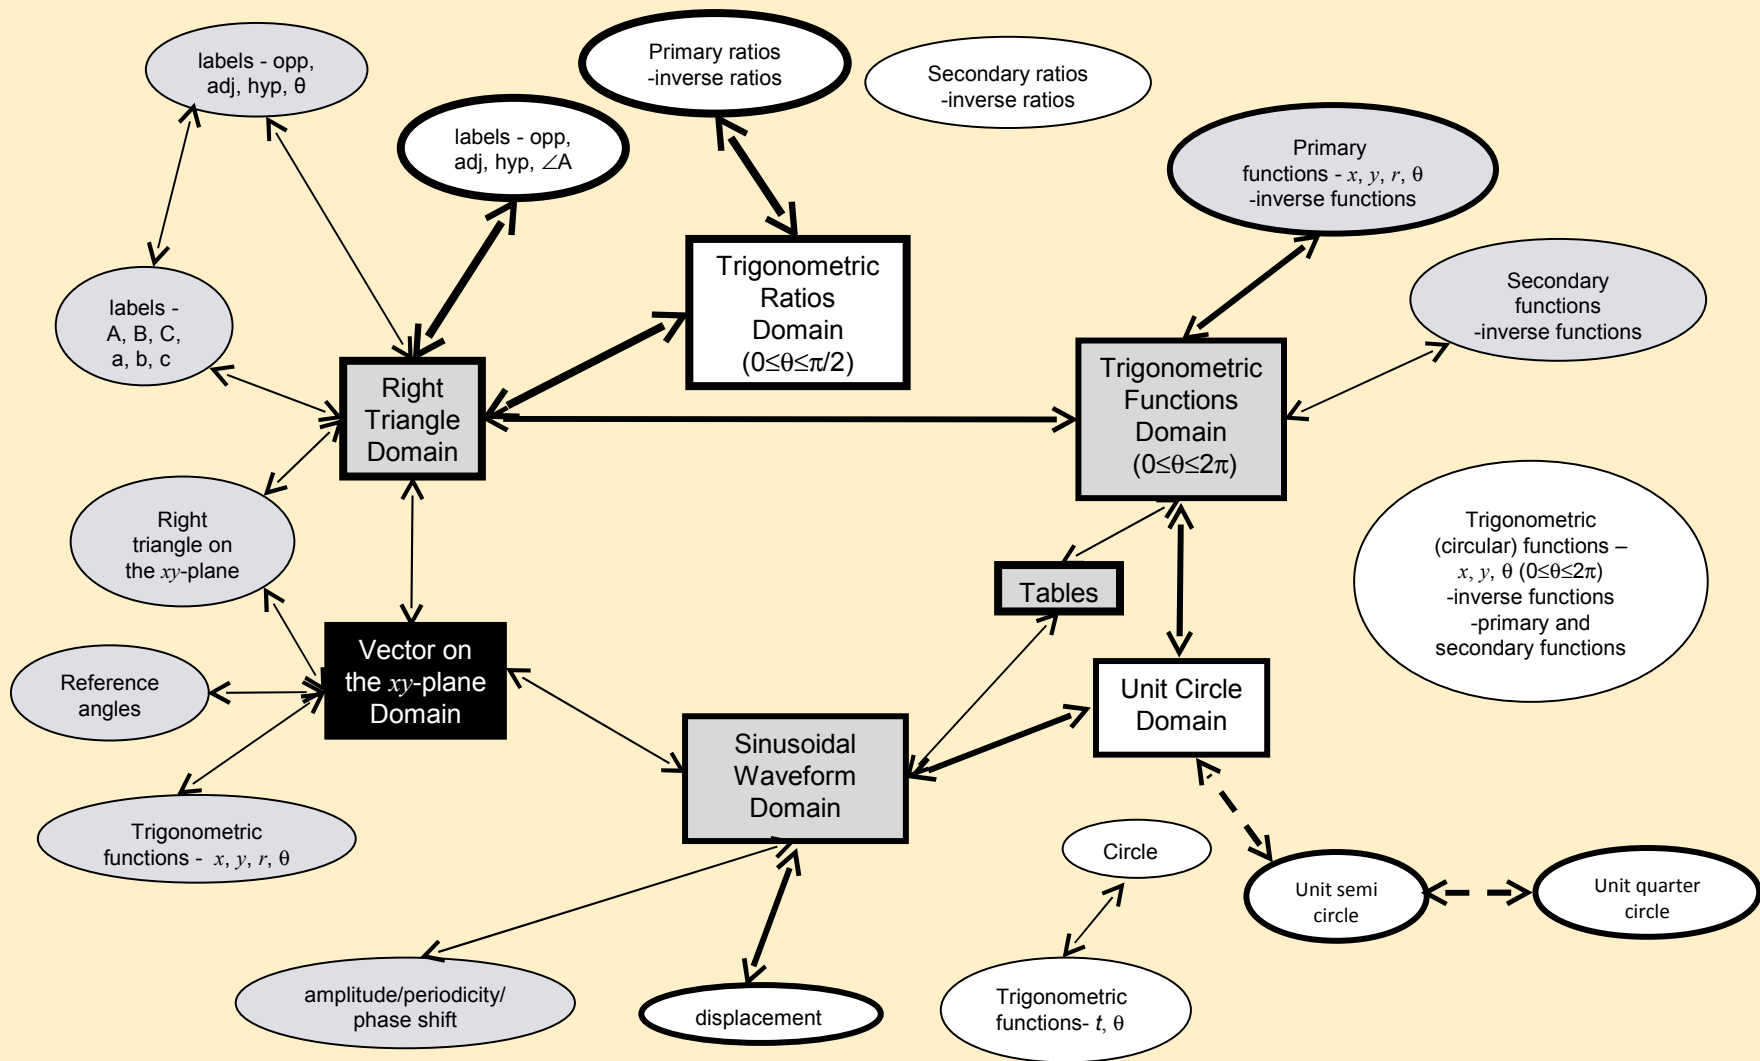 labels - opp,
adj, hyp, θ
Primary ratios
-inverse ratios
Secondary ratios
-inverse ratios
labels - opp,
adj, hyp, ∠A
Primary
functions - x, y, r, θ
-inverse functions
labels -
A, B, C,
a, b, c
Trigonometric
Ratios
Domain
(0≤θ≤π/2)
Secondary
functions
-inverse functions
Right
Triangle
Domain
Trigonometric
Functions
Domain
(0≤θ≤2π)
Right
triangle on
the xy-plane
Trigonometric
(circular) functions –
x, y, θ (0≤θ≤2π)
-inverse functions
-primary and
secondary functions
Tables
Vector on
the xy-plane
Domain
Reference
angles
Unit Circle
Domain
Sinusoidal
Waveform
Domain
Trigonometric
functions - x, y, r, θ
Circle
Unit semi
circle
Unit quarter
circle
amplitude/periodicity/
phase shift
displacement
Trigonometric
functions- t, θ